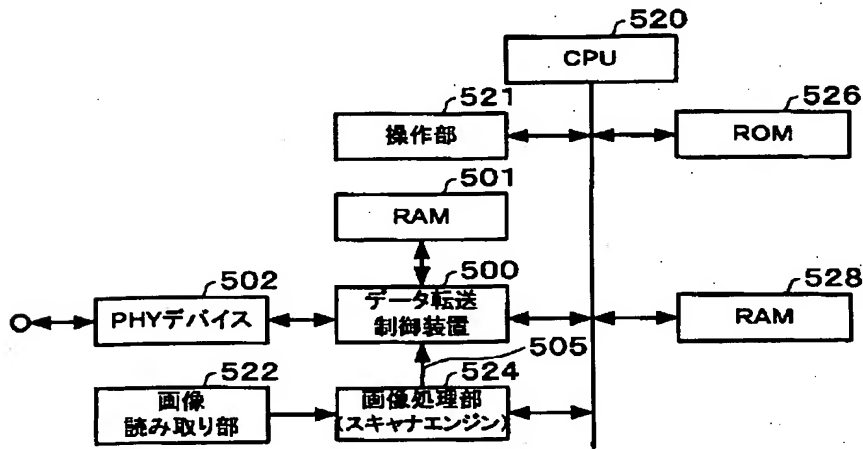 520
CPU
521
操作部
526
ROM
501
RAM
502
PHYデバイス
500
データ転送
制御装置
528
RAM
505
522
画像
読み取り部
524
画像処理部
(スキャナエンジン)